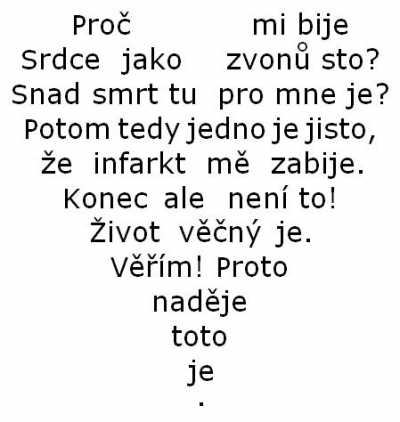 Proč mi bije
Srdce jako zvonů sto?
Snad smrt tu pro mne je?
Potom tedy jedno je jisto,
že infarkt mě zabije.
Konec ale není to!
Život věčný je.
Věřím! Proto
naděje
toto
je
.